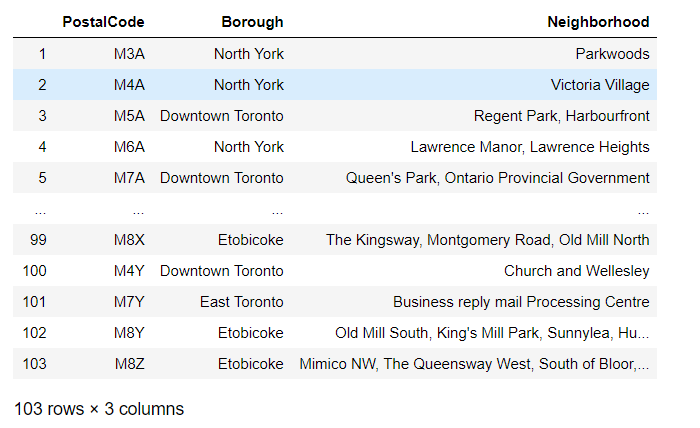 PostalCode Borough Neighborhood
1 M3A North York Parkwoods
2 M4A North York Victoria Village
3 M5A Downtown Toronto Regent Park, Harbourfront
4 M6A North York Lawrence Manor, Lawrence Heights
5 M7A Downtown Toronto Queen's Park, Ontario Provincial Government
... ... ... ...
99 M8X Etobicoke The Kingsway, Montgomery Road, Old Mill North
100 M4Y Downtown Toronto Church and Wellesley
101 M7Y East Toronto Business reply mail Processing Centre
102 M8Y Etobicoke Old Mill South, King's Mill Park, Sunnylea, Hu...
103 M8Z Etobicoke Mimico NW, The Queensway West, South of Bloor,...
103 rows × 3 columns